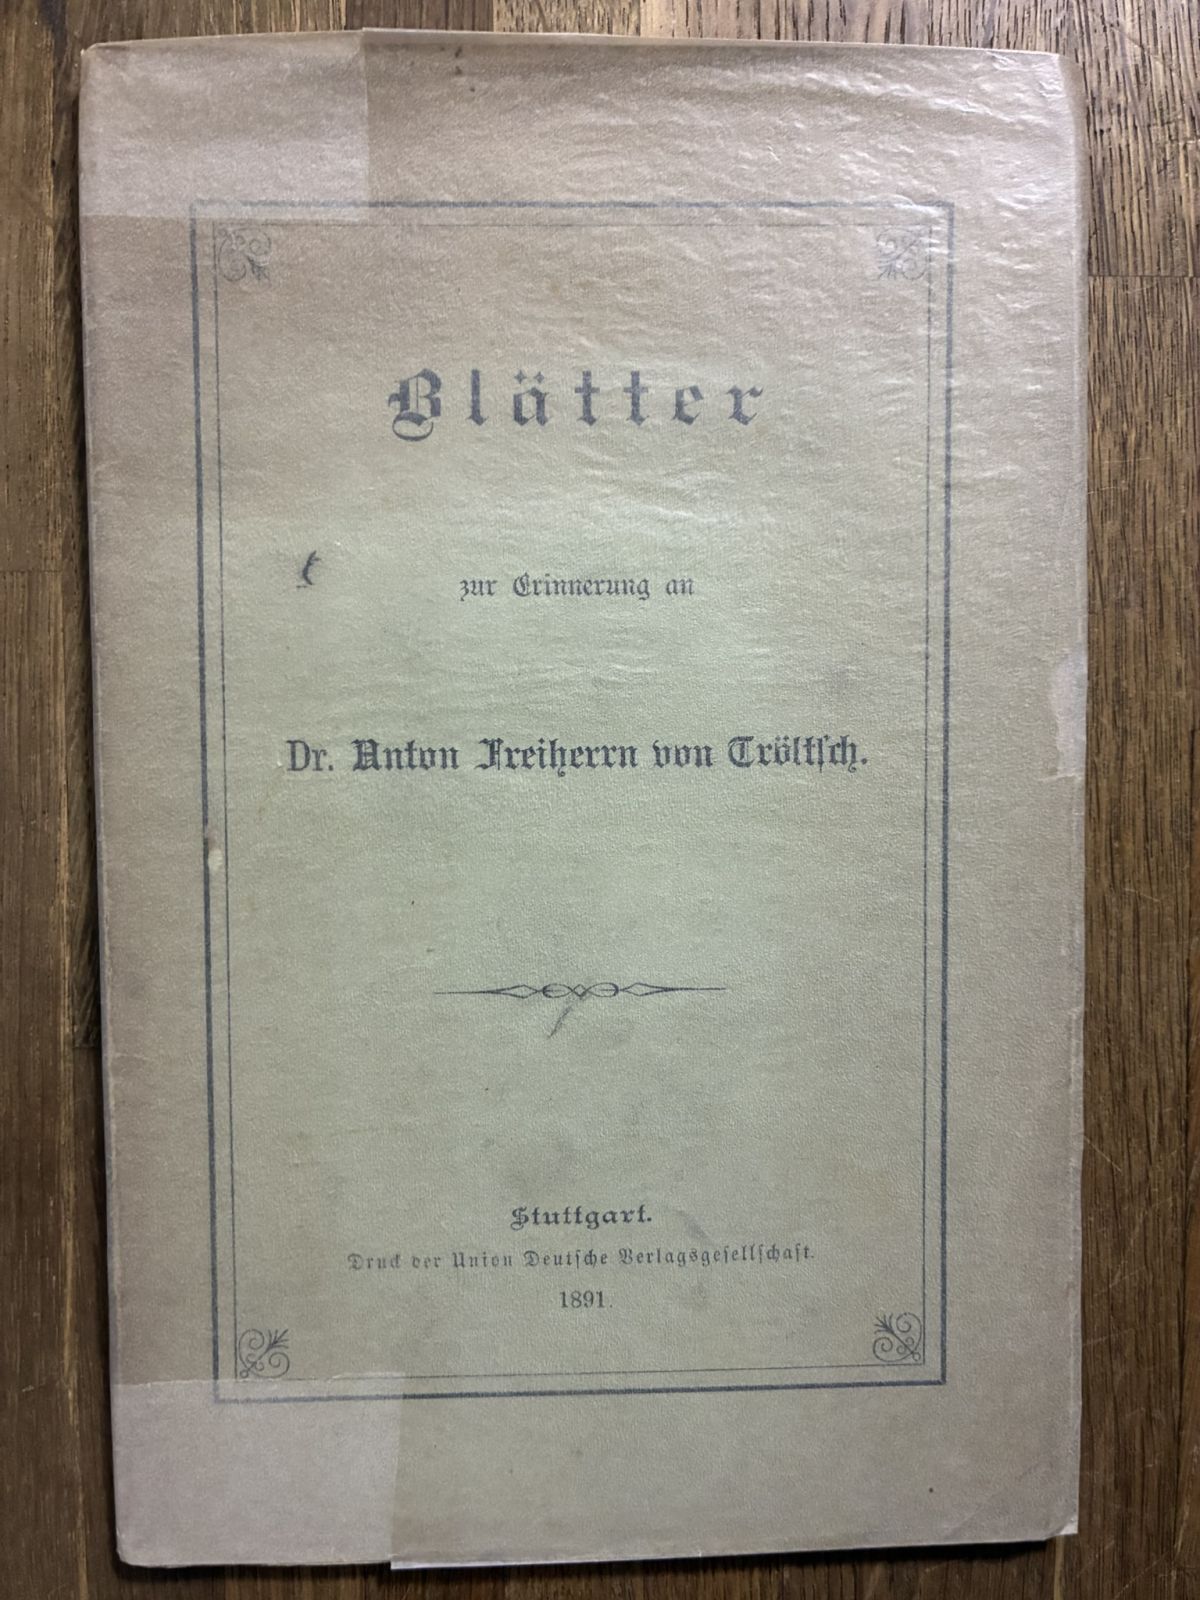 Blätter
zur Erinnerung an
Dr. Anton Freiherrn von Tröltsch.
Stuttgart.
Druck der Union Deutsche Verlagsgesellschaft.
1891.